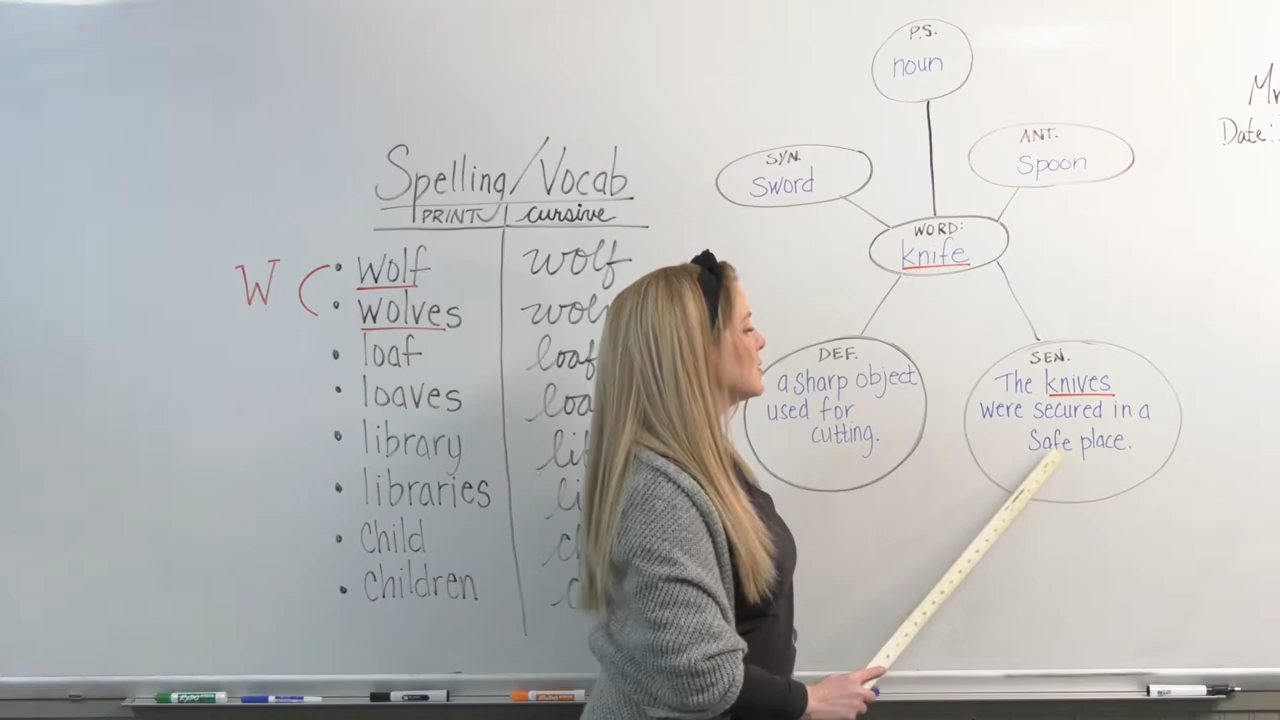 Spelling/Vocab
PRINT cursive
W
• wolf wolf
• wolves
• loaf loaf
• loaves
• library
• libraries
• child
• children
P.S.
noun
SYN.
Sword
ANT.
Spoon
WORD:
knife
DEF.
a sharp object
used for
cutting.
SEN.
The knives
were secured in a
Safe place.
Date: